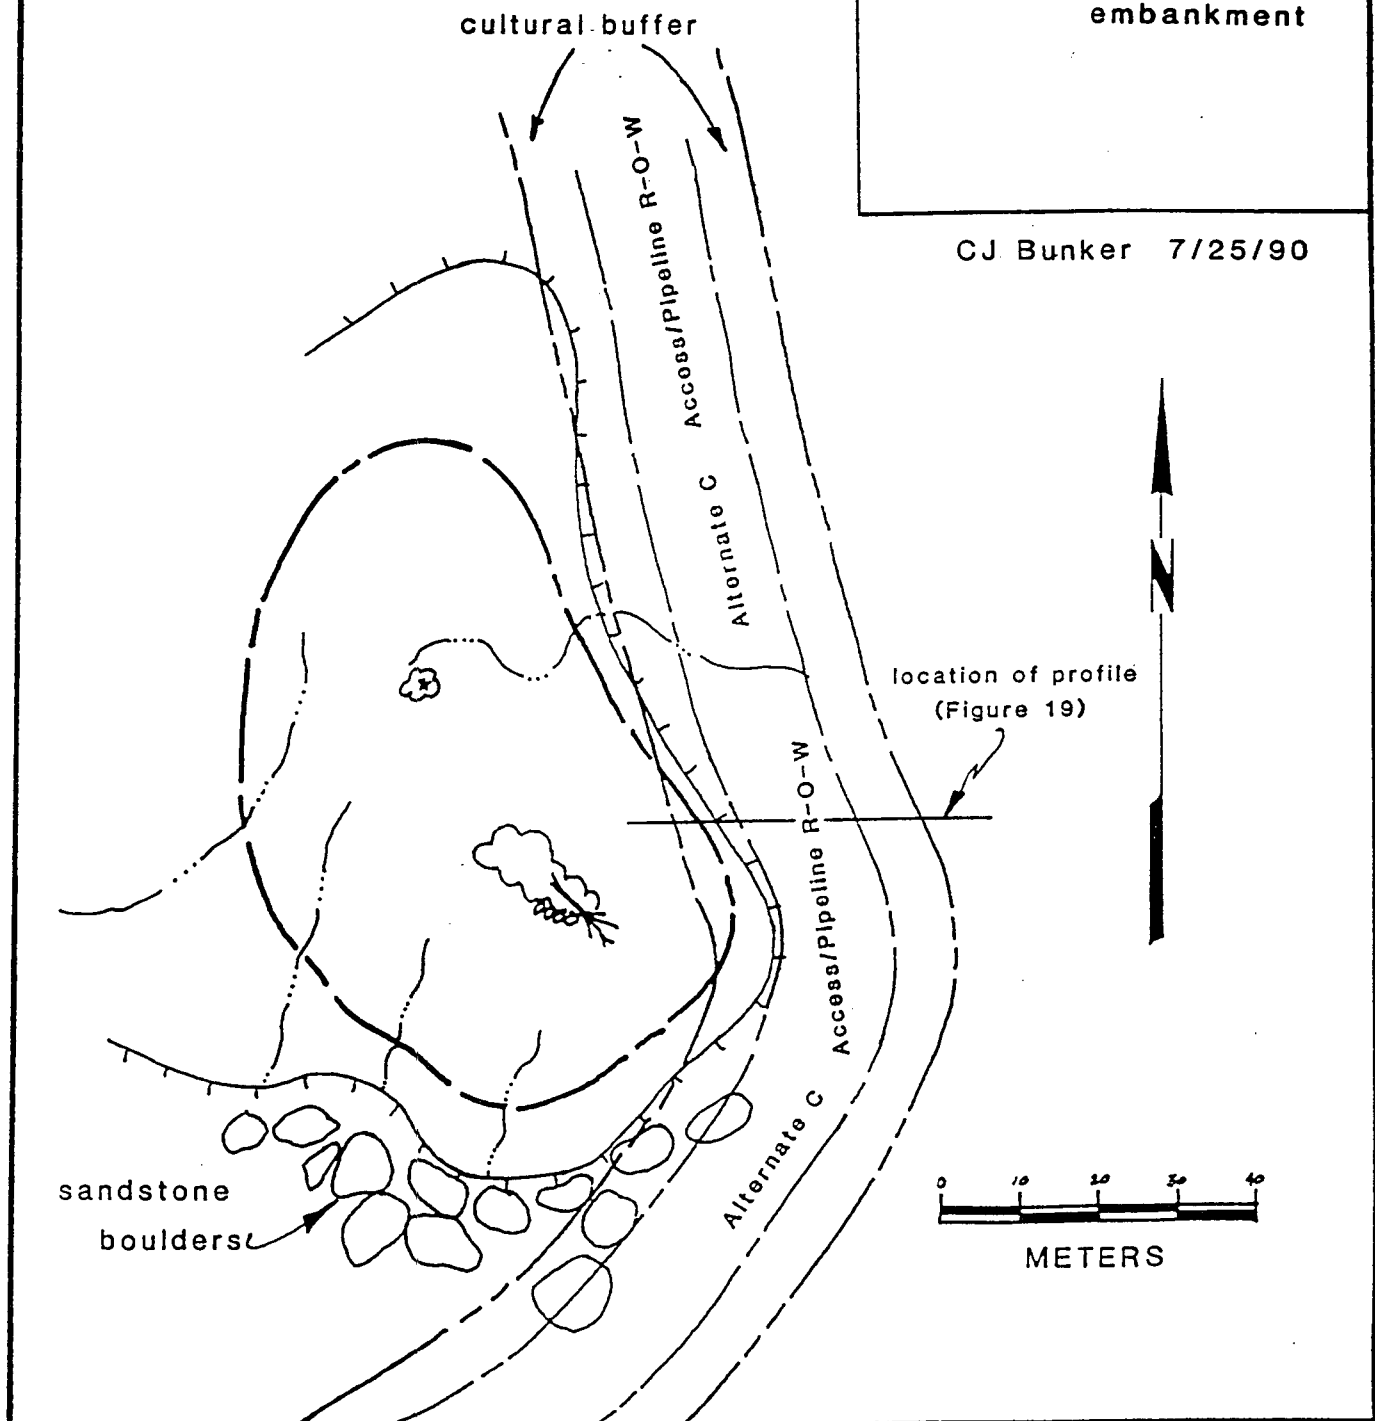 cultural buffer
embankment
CJ Bunker 7/25/90
Access/Pipeline R-O-W
Alternate C
N
location of profile
(Figure 19)
Access/Pipeline R-O-W
Alternate C
sandstone
boulders
0 10 20 30 40
METERS